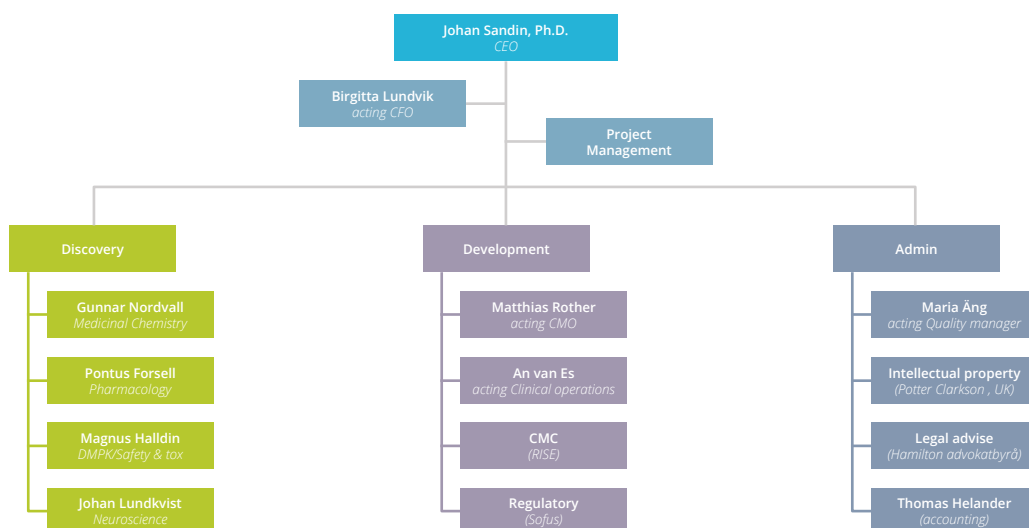 Johan Sandin, Ph.D.
CEO
Birgitta Lundvik
acting CFO
Project
Management
Discovery
Gunnar Nordvall
Medicinal Chemistry
Pontus Forsell
Pharmacology
Magnus Halldin
DMPK/Safety & tox
Johan Lundkvist
Neuroscience
Development
Matthias Rother
acting CMO
An van Es
acting Clinical operations
CMC
(RISE)
Regulatory
(Sofus)
Admin
Maria Äng
acting Quality manager
Intellectual property
(Potter Clarkson , UK)
Legal advise
(Hamilton advokatbyrå)
Thomas Helander
(accounting)